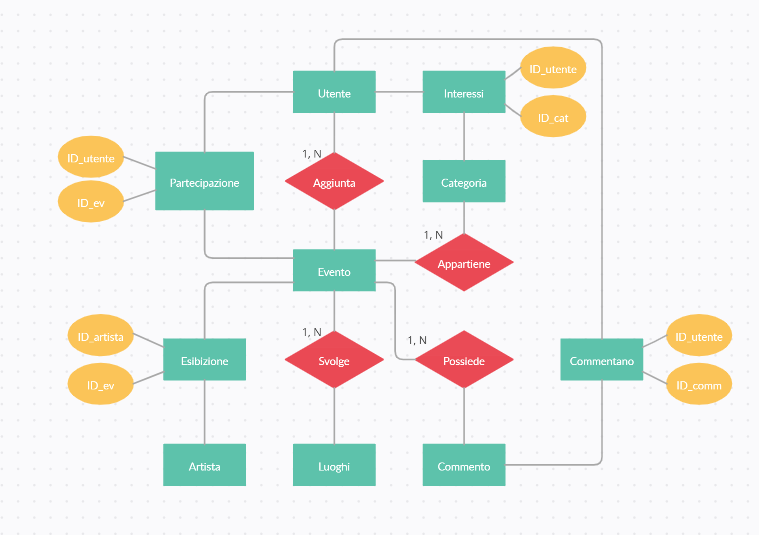 Utente
Interessi
ID_utente
ID_cat
1, N
Aggiunta
ID_utente
ID_ev
Partecipazione
Categoria
1, N
Appartiene
Evento
1, N
Svolge
1, N
Possiede
ID_artista
ID_ev
Esibizione
Commentano
ID_utente
ID_comm
Artista
Luoghi
Commento